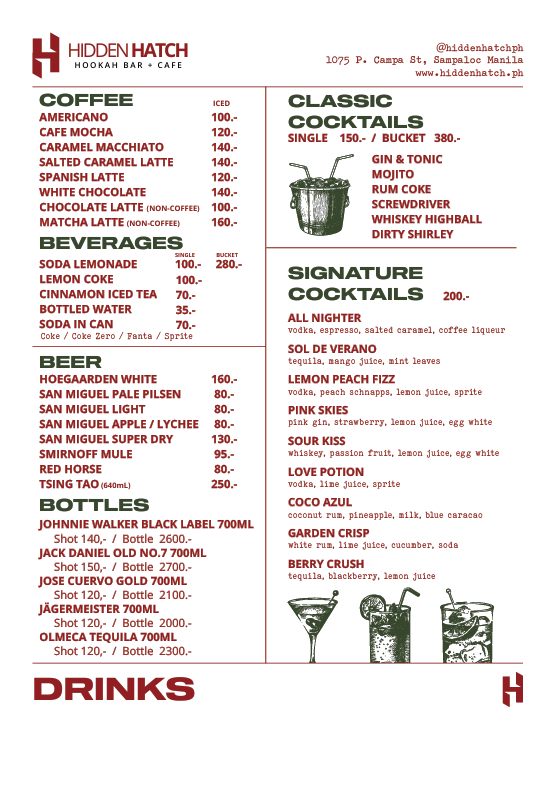 HIDDEN HATCH
HOOKAH BAR + CAFE
@hiddenhatchph
1075 P. Campa St, Sampaloc Manila
www.hiddenhatch.ph
COFFEE ICED
AMERICANO 100.-
CAFE MOCHA 120.-
CARAMEL MACCHIATO 140.-
SALTED CARAMEL LATTE 140.-
SPANISH LATTE 120.-
WHITE CHOCOLATE 140.-
CHOCOLATE LATTE (NON-COFFEE) 100.-
MATCHA LATTE (NON-COFFEE) 160.-
BEVERAGES
SINGLE BUCKET
SODA LEMONADE 100.- 280.-
LEMON COKE 100.-
CINNAMON ICED TEA 70.-
BOTTLED WATER 35.-
SODA IN CAN 70.-
Coke / Coke Zero / Fanta / Sprite
BEER
HOEGAARDEN WHITE 160.-
SAN MIGUEL PALE PILSEN 80.-
SAN MIGUEL LIGHT 80.-
SAN MIGUEL APPLE / LYCHEE 80.-
SAN MIGUEL SUPER DRY 130.-
SMIRNOFF MULE 95.-
RED HORSE 80.-
TSING TAO (640mL) 250.-
BOTTLES
JOHNNIE WALKER BLACK LABEL 700ML
Shot 140,- / Bottle 2600.-
JACK DANIEL OLD NO.7 700ML
Shot 150,- / Bottle 2700.-
JOSE CUERVO GOLD 700ML
Shot 120,- / Bottle 2100.-
JÄGERMEISTER 700ML
Shot 120,- / Bottle 2000.-
OLMECA TEQUILA 700ML
Shot 120,- / Bottle 2300.-
CLASSIC
COCKTAILS
SINGLE 150.- / BUCKET 380.-
GIN & TONIC
MOJITO
RUM COKE
SCREWDRIVER
WHISKEY HIGHBALL
DIRTY SHIRLEY
SIGNATURE
COCKTAILS 200.-
ALL NIGHTER
vodka, espresso, salted caramel, coffee liqueur
SOL DE VERANO
tequila, mango juice, mint leaves
LEMON PEACH FIZZ
vodka, peach schnapps, lemon juice, sprite
PINK SKIES
pink gin, strawberry, lemon juice, egg white
SOUR KISS
whiskey, passion fruit, lemon juice, egg white
LOVE POTION
vodka, lime juice, sprite
COCO AZUL
coconut rum, pineapple, milk, blue caracao
GARDEN CRISP
white rum, lime juice, cucumber, soda
BERRY CRUSH
tequila, blackberry, lemon juice
DRINKS